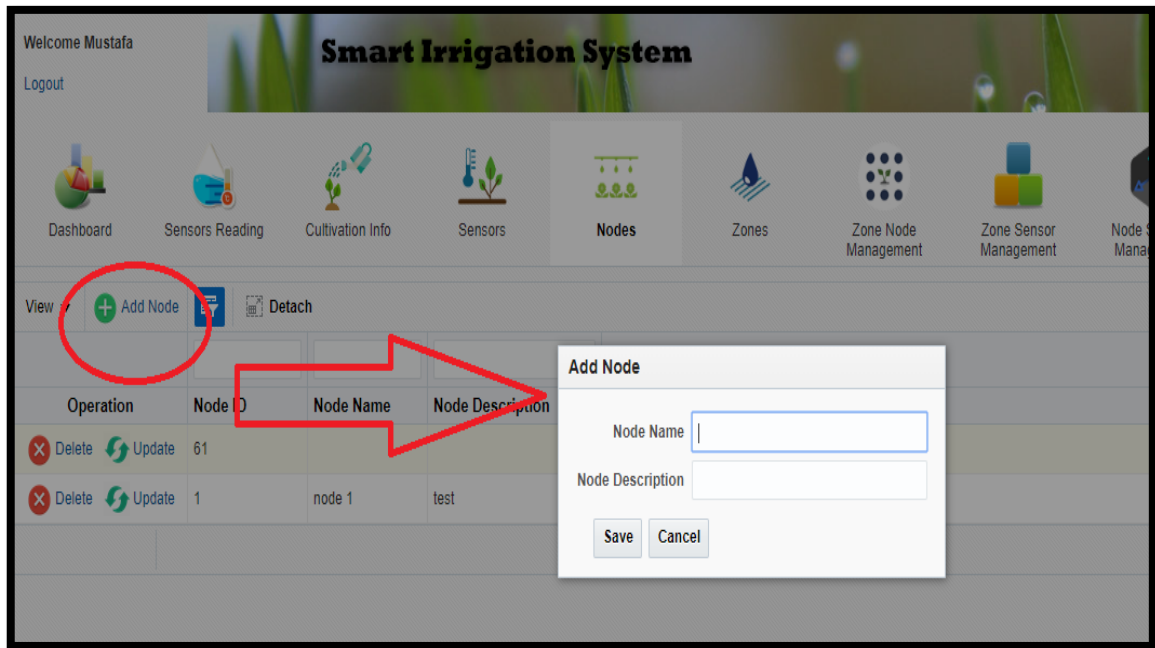 Welcome Mustafa
Smart Irrigation System
Logout
Dashboard
Sensors Reading
Cultivation Info
Sensors
Nodes
Zones
Zone Node
Management
Zone Sensor
Management
Node
View
Add Node
Detach
Operation
Node ID
Node Name
Node Description
Delete Update 61
Delete Update 1 node 1 test
Add Node
Node Name
Node Description
Save Cancel